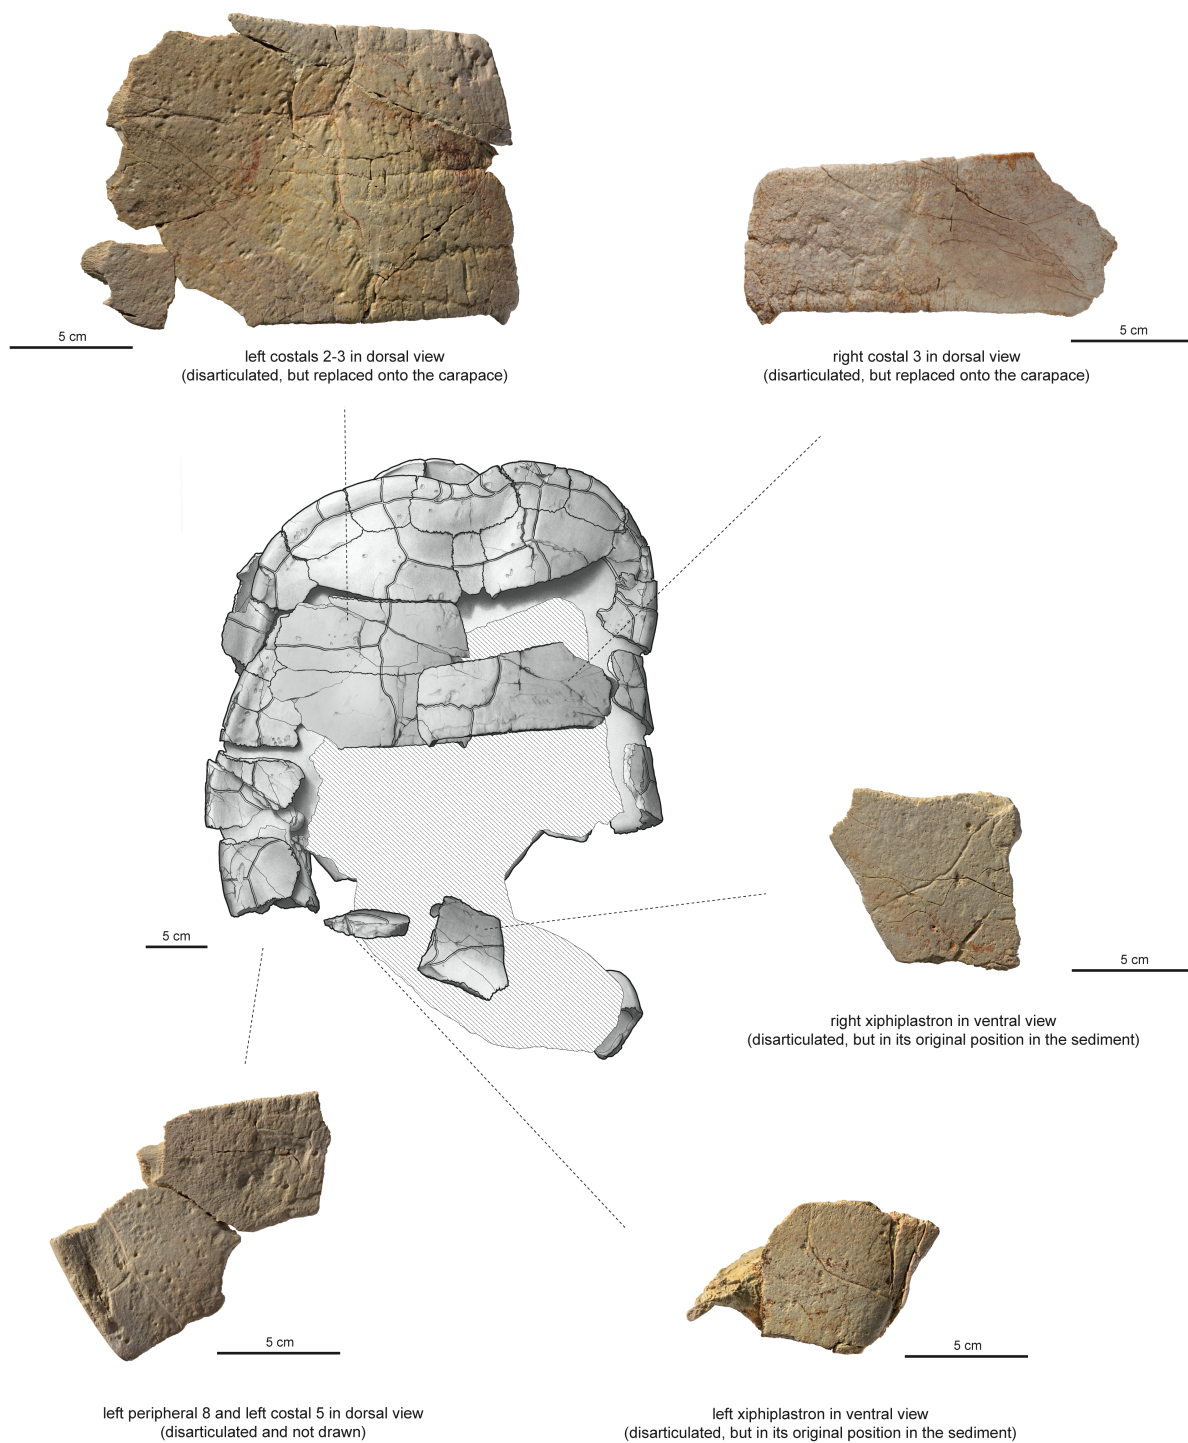 5 cm
left costals 2-3 in dorsal view
(disarticulated, but replaced onto the carapace)
5 cm
right costal 3 in dorsal view
(disarticulated, but replaced onto the carapace)
5 cm
5 cm
right xiphiplastron in ventral view
(disarticulated, but in its original position in the sediment)
5 cm
left peripheral 8 and left costal 5 in dorsal view
(disarticulated and not drawn)
5 cm
left xiphiplastron in ventral view
(disarticulated, but in its original position in the sediment)